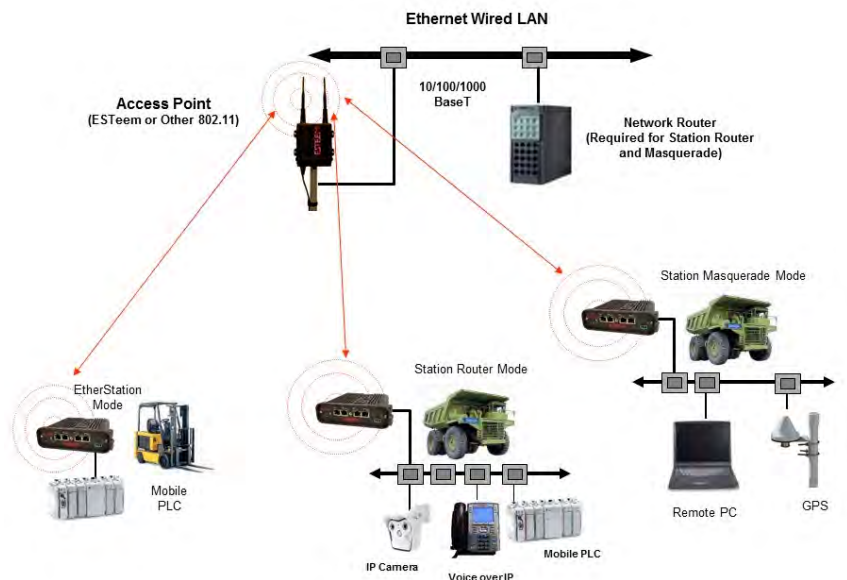 Ethernet Wired LAN
10/100/1000
BaseT
Access Point
(ESTeem or Other 802.11)
ESTEEM
Network Router
(Required for Station Router
and Masquerade)
Station Masquerade Mode
EtherStation
Mode
Station Router Mode
Mobile
PLC
Remote PC
GPS
IP Camera
Voice over IP
Mobile PLC